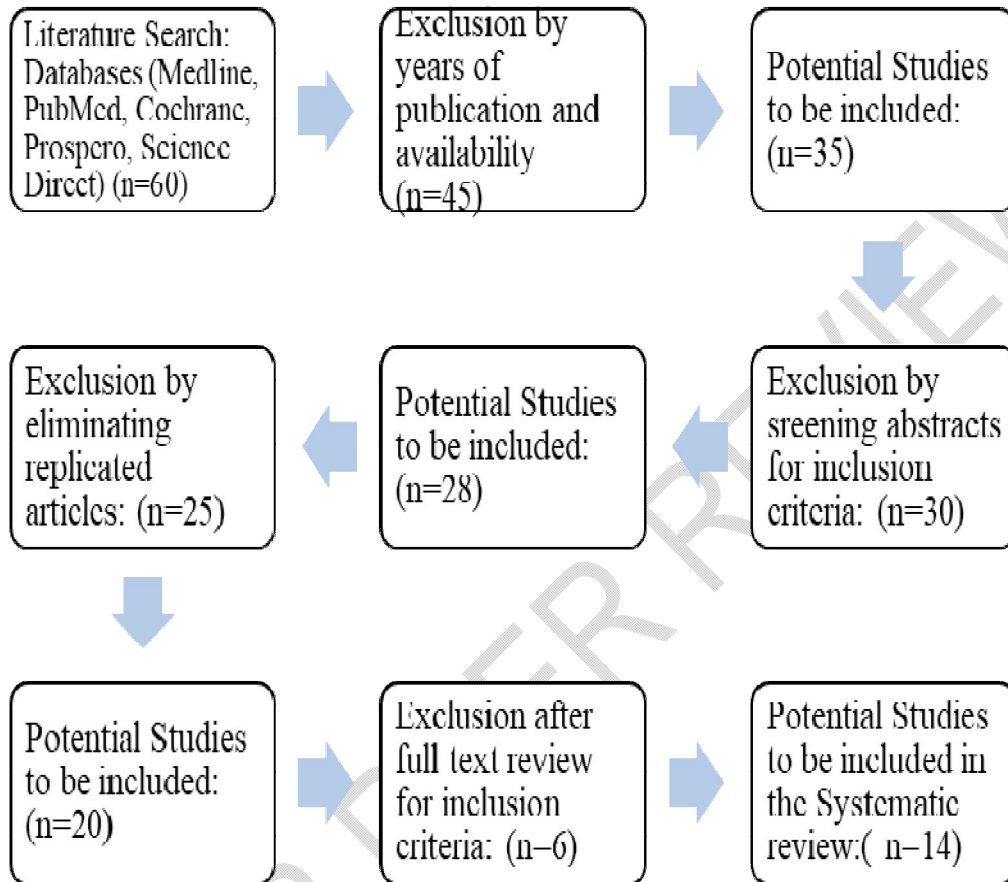 Literature Search:
Databases (Medline,
PubMed, Cochrane,
Prospero, Science
Direct) (n=60)
Exclusion by
years of
publication and
availability
(n=45)
Potential Studies
to be included:
(n=35)
Exclusion by
sreening abstracts
for inclusion
criteria: (n=30)
Potential Studies
to be included:
(n=28)
Exclusion by
eliminating
replicated
articles: (n=25)
Potential Studies
to be included:
(n=20)
Exclusion after
full text review
for inclusion
criteria: (n=6)
Potential Studies
to be included in
the Systematic
review:( n=14)